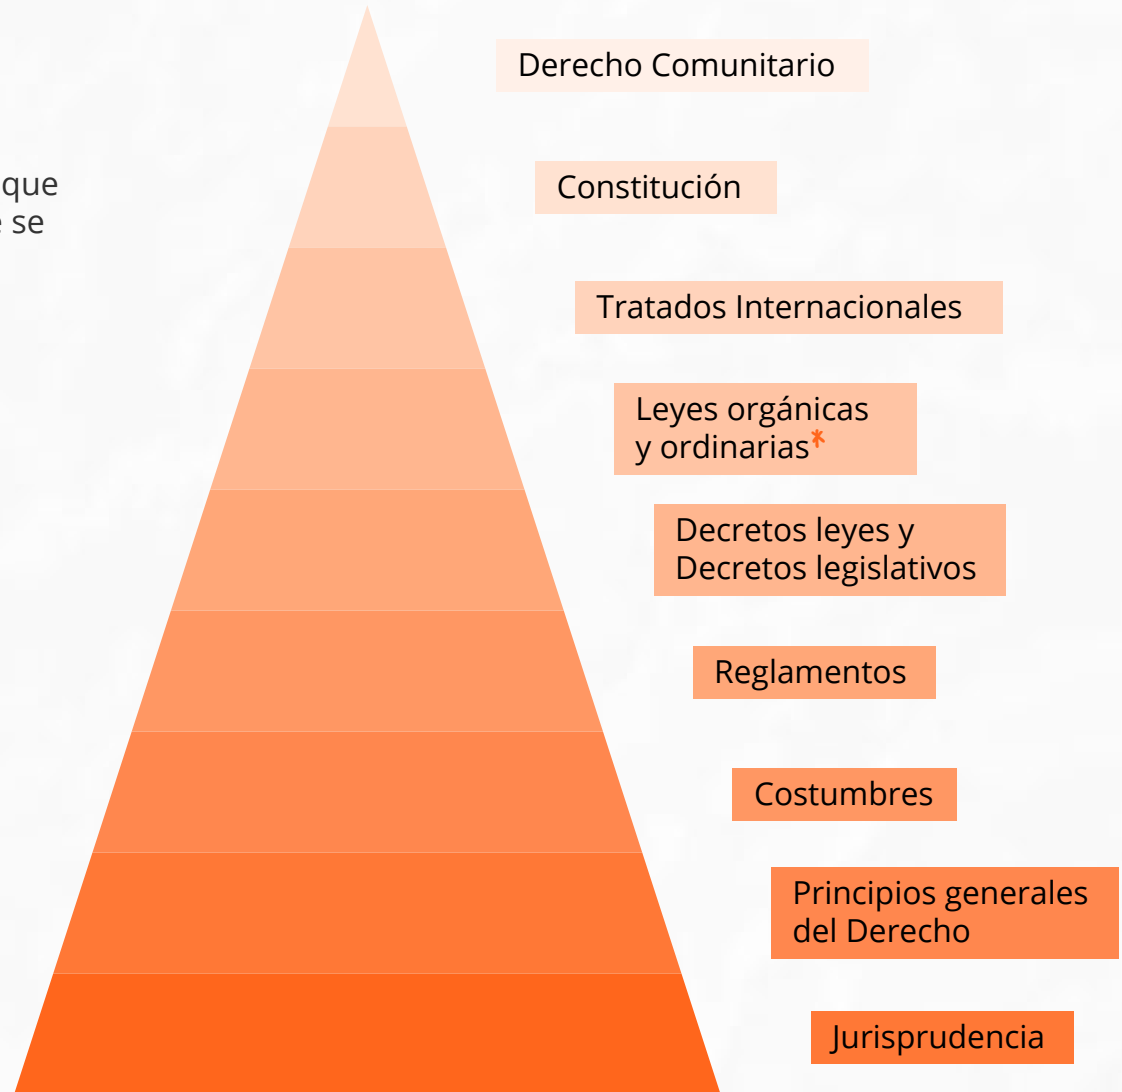 Derecho Comunitario
que
e se
Constitución
Tratados Internacionales
Leyes orgánicas
y ordinarias*
Decretos leyes y
Decretos legislativos
Reglamentos
Costumbres
Principios generales
del Derecho
Jurisprudencia